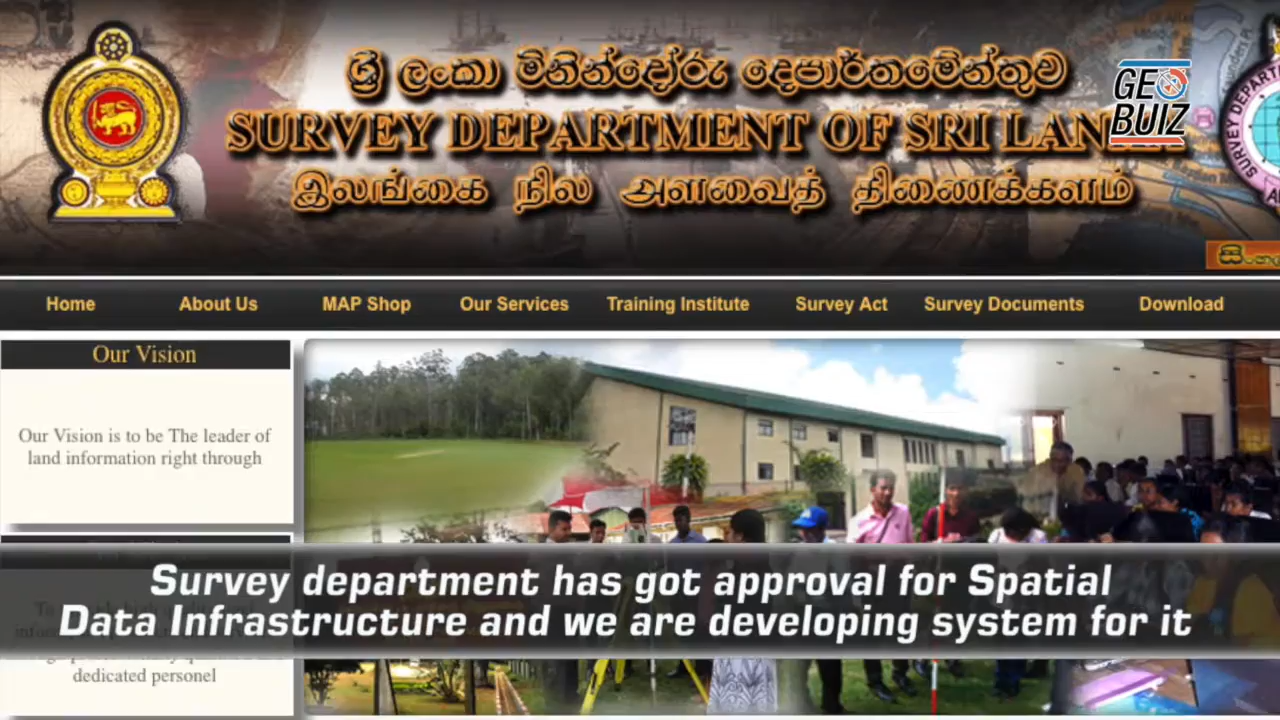 ශ්‍රී ලංකා මිනින්දෝරු දෙපාර්තමේන්තුව
SURVEY DEPARTMENT OF SRI LAN
இலங்கை நில அளவைத் திணைக்களம்
GEO
BUIZ
SURVEY DEPART
Home About Us MAP Shop Our Services Training Institute Survey Act Survey Documents Download
Our Vision
Our Vision is to be The leader of
land information right through
Survey department has got approval for Spatial
Data Infrastructure and we are developing system for it
dedicated personel